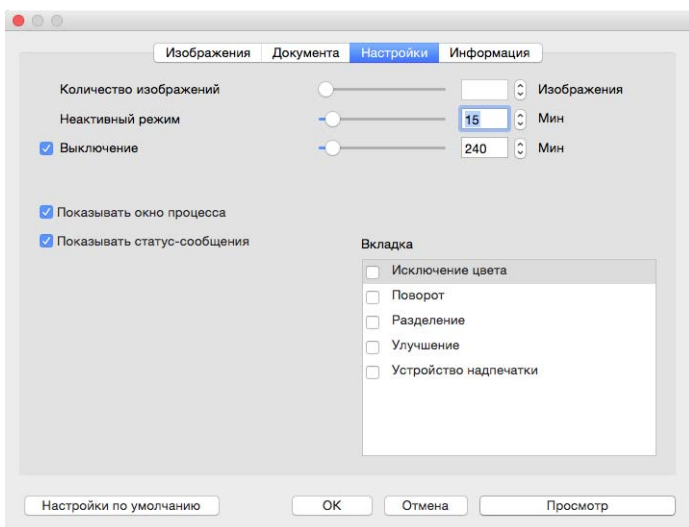 Изображения Документа Настройки Информация
Количество изображений Изображения
Неактивный режим 15 Мин
Выключение 240 Мин
Показывать окно процесса
Показывать статус-сообщения
Вкладка
Исключение цвета
Поворот
Разделение
Улучшение
Устройство надпечатки
Настройки по умолчанию ОК Отмена Просмотр